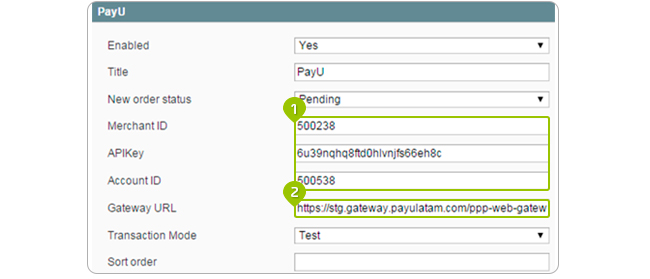 PayU
Enabled Yes
Title PayU
New order status Pending
1
Merchant ID 500238
APIKey 6u39nqhq8ftd0hlvnjfs66eh8c
Account ID 500538
2
Gateway URL https://stg.gateway.payulatam.com/ppp-web-gatew
Transaction Mode Test
Sort order